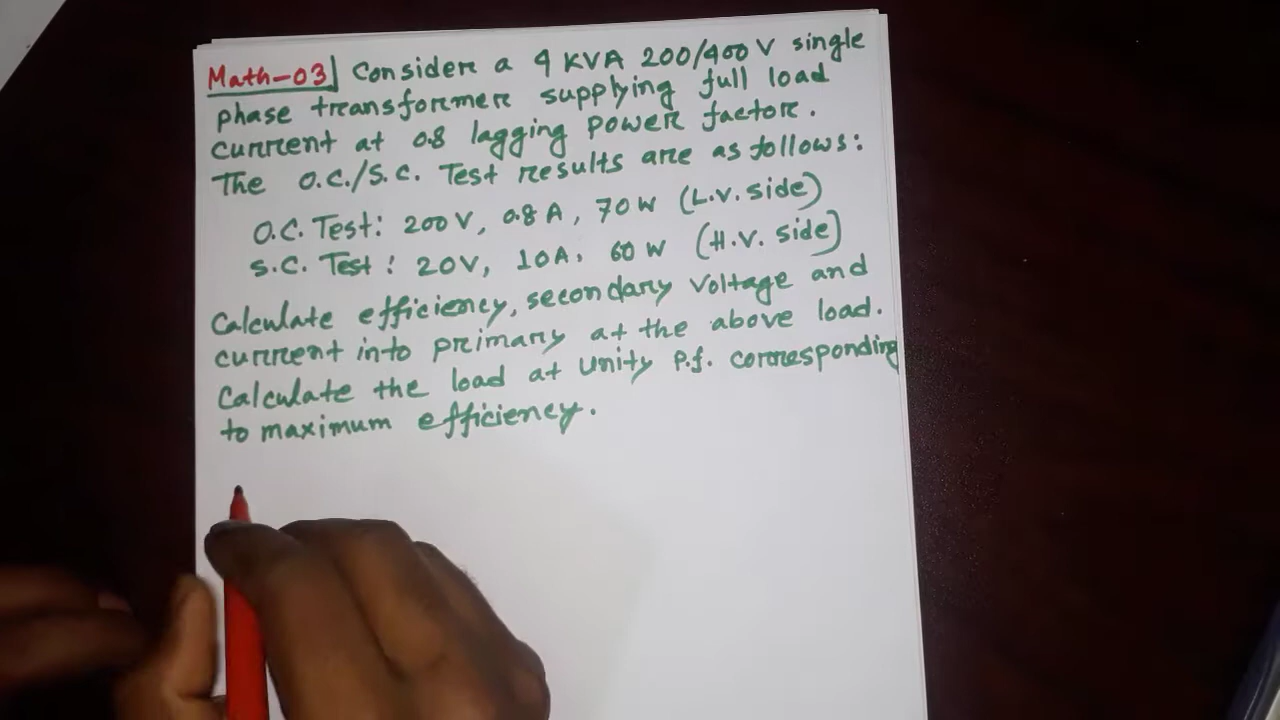 Math-03 Consider a 4 KVA 200/400 V single
phase transformer supplying full load
current at 0.8 lagging power factor.
The O.C./S.C. Test results are as follows:
O.C. Test: 200 V, 0.8 A, 70 W (L.V. side)
S.C. Test: 20V, 10A, 60 W (H.V. side)
Calculate efficiency, secondary voltage and
current into primary at the above load.
Calculate the load at unity P.f. corresponding
to maximum efficiency.